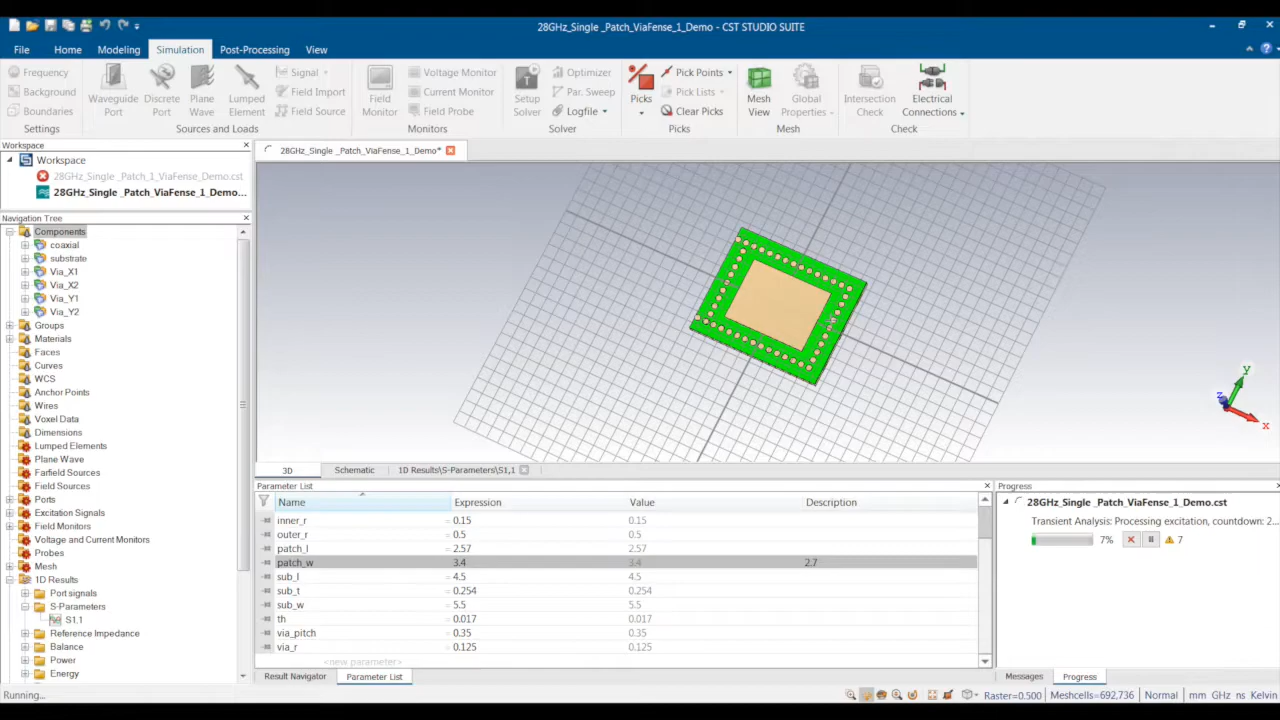 28GHz_Single _Patch_ViaFense_1_Demo - CST STUDIO SUITE
File Home Modeling Simulation Post-Processing View
Frequency
Background
Boundaries
Settings
Waveguide Port
Discrete Port
Plane Wave
Lumped Element
Signal
Field Import
Field Source
Sources and Loads
Field Monitor
Voltage Monitor
Current Monitor
Field Probe
Monitors
Setup Solver
Optimizer
Par. Sweep
Logfile
Solver
Picks
Pick Points
Pick Lists
Clear Picks
Picks
Mesh View
Global Properties
Mesh
Intersection Check
Electrical Connections
Check
Workspace
Workspace
28GHz_Single _Patch_1_ViaFense_Demo.cst
28GHz_Single _Patch_ViaFense_1_Demo...
Navigation Tree
Components
coaxial
substrate
Via_X1
Via_X2
Via_Y1
Via_Y2
Groups
Materials
Faces
Curves
WCS
Anchor Points
Wires
Voxel Data
Dimensions
Lumped Elements
Plane Wave
Farfield Sources
Field Sources
Ports
Excitation Signals
Field Monitors
Voltage and Current Monitors
Probes
Mesh
1D Results
Port signals
S-Parameters
S1,1
Reference Impedance
Balance
Power
Energy
28GHz_Single _Patch_ViaFense_1_Demo*
y
z
x
3D Schematic 1D Results\S-Parameters\S1,1
Parameter List
Name Expression Value Description
inner_r = 0.15 0.15
outer_r = 0.5 0.5
patch_l = 2.57 2.57
patch_w = 3.4 3.4 2.7
sub_l = 4.5 4.5
sub_t = 0.254 0.254
sub_w = 5.5 5.5
th = 0.017 0.017
via_pitch = 0.35 0.35
via_r = 0.125 0.125
<new parameter>
Result Navigator Parameter List
Progress
28GHz_Single _Patch_ViaFense_1_Demo.cst
Transient Analysis: Processing excitation, countdown: 2...
7% 7
Messages Progress
Running... Raster=0.500 Meshcells=692,736 Normal mm GHz ns Kelvin